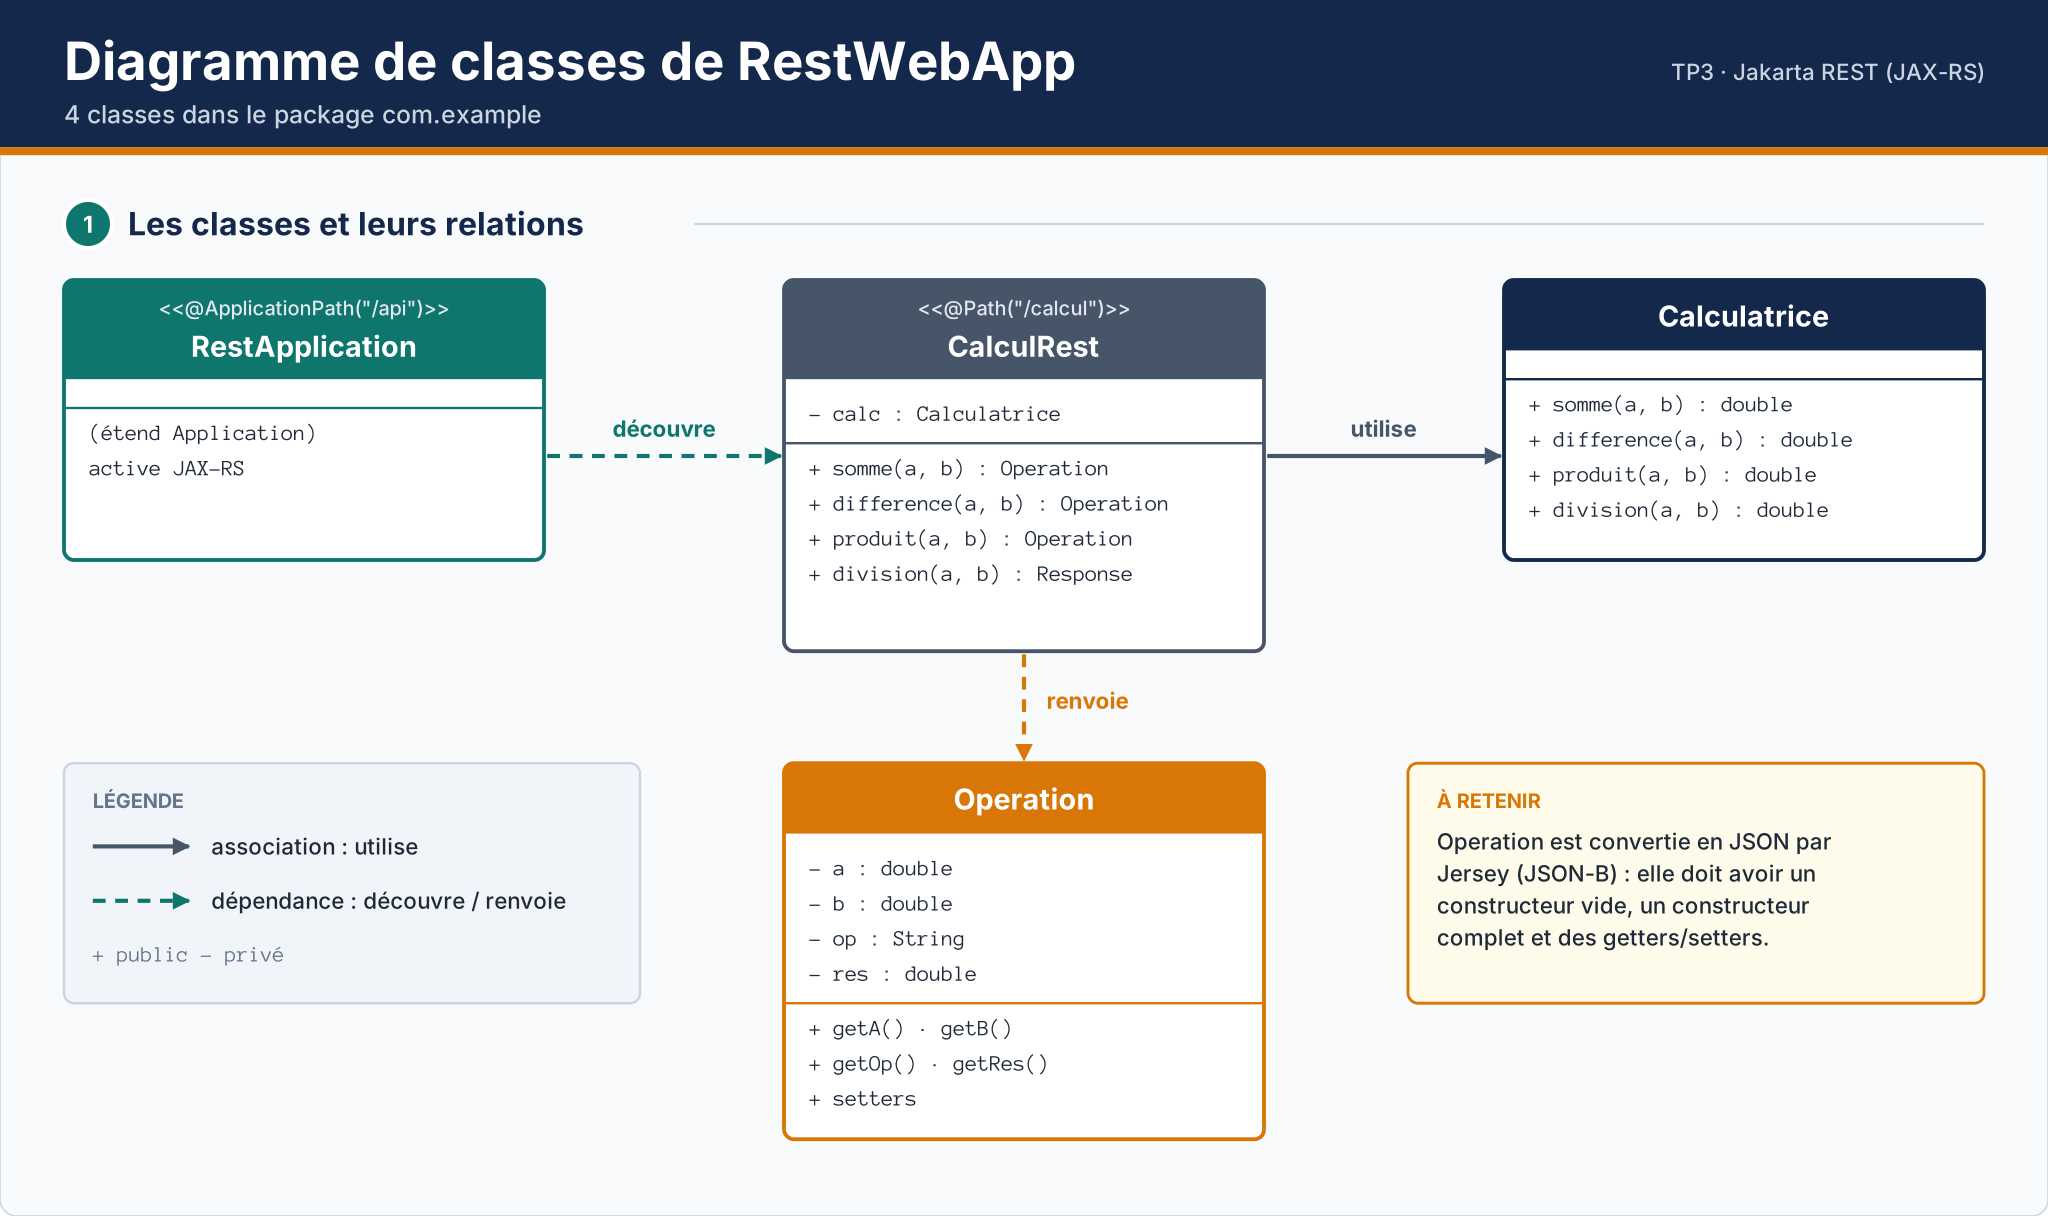 Diagramme de classes de RestWebApp
4 classes dans le package com.example
TP3 · Jakarta REST (JAX-RS)
1 Les classes et leurs relations
<<@ApplicationPath("/api")>>
RestApplication
(étend Application)
active JAX-RS
découvre
<<@Path("/calcul")>>
CalculRest
- calc : Calculatrice
+ somme(a, b) : Operation
+ difference(a, b) : Operation
+ produit(a, b) : Operation
+ division(a, b) : Response
utilise
Calculatrice
+ somme(a, b) : double
+ difference(a, b) : double
+ produit(a, b) : double
+ division(a, b) : double
renvoie
LÉGENDE
association : utilise
dépendance : découvre / renvoie
+ public - privé
Operation
- a : double
- b : double
- op : String
- res : double
+ getA() · getB()
+ getOp() · getRes()
+ setters
À RETENIR
Operation est convertie en JSON par
Jersey (JSON-B) : elle doit avoir un
constructeur vide, un constructeur
complet et des getters/setters.